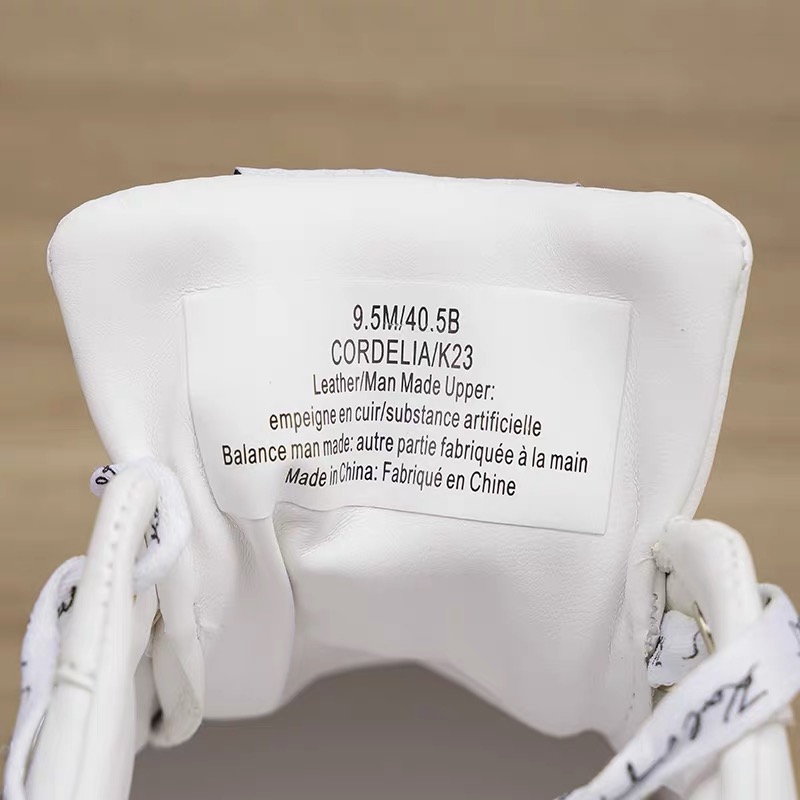 9.5M/40.5B
CORDELIA/K23
Leather/Man Made Upper:
empeigne en cuir/substance artificielle
Balance man made: autre partie fabriquée à la main
Made in China: Fabriqué en Chine